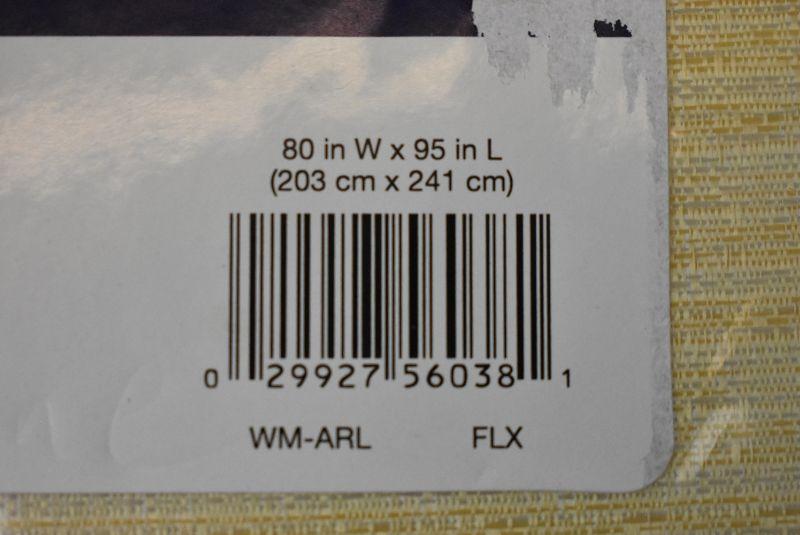 80 in W x 95 in L
(203 cm x 241 cm)
0 29927 56038 1
WM-ARL FLX